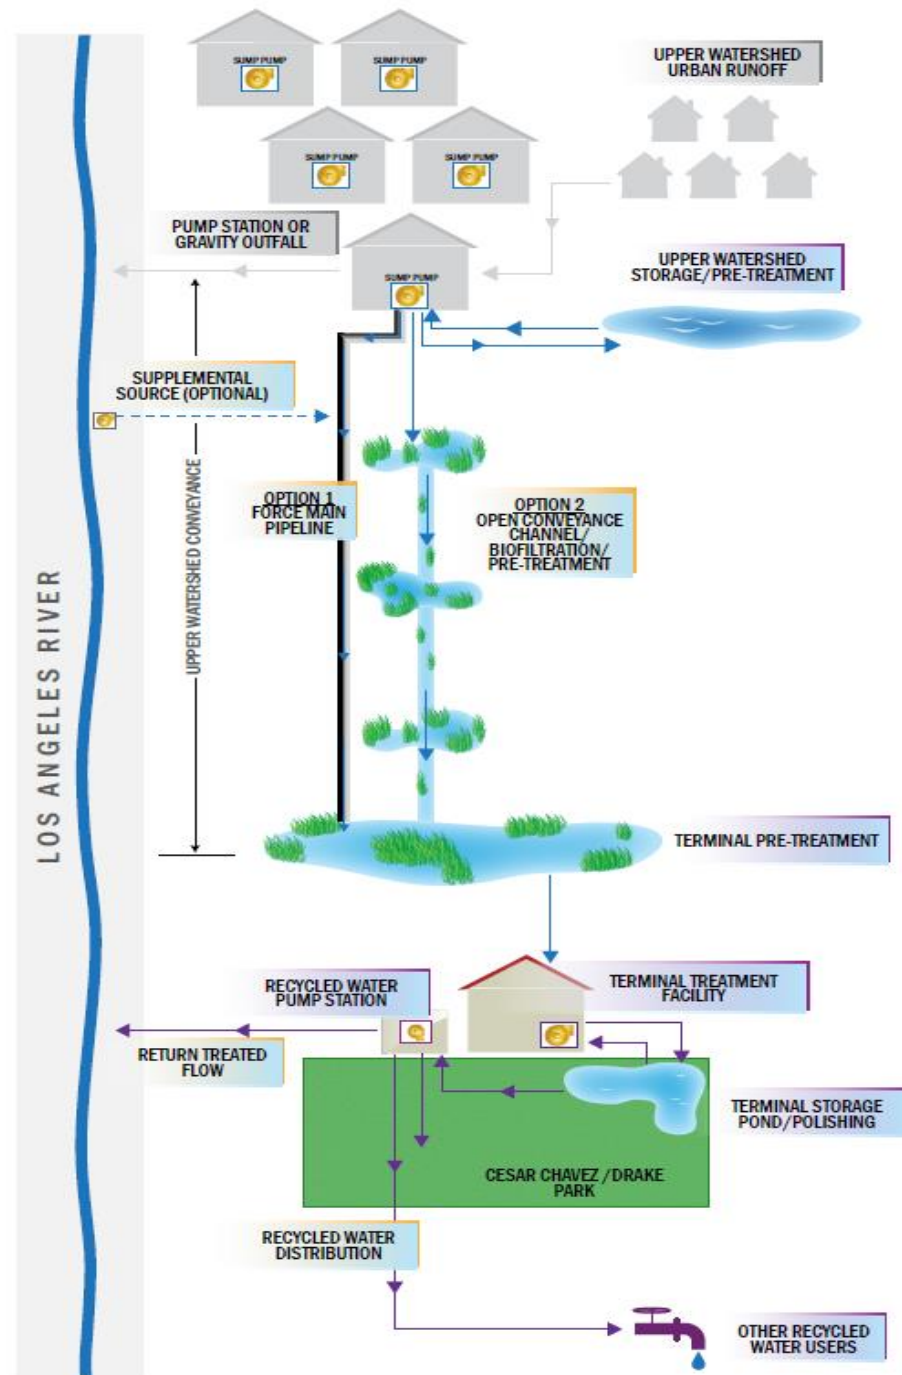 SUMP PUMP
SUMP PUMP
UPPER WATERSHED
URBAN RUNOFF
SUMP PUMP
SUMP PUMP
PUMP STATION OR
GRAVITY OUTFALL
SUMP PUMP
UPPER WATERSHED
STORAGE/PRE-TREATMENT
SUPPLEMENTAL
SOURCE (OPTIONAL)
UPPER WATERSHED CONVEYANCE
OPTION 1
FORCE MAIN
PIPELINE
OPTION 2
OPEN CONVEYANCE
CHANNEL/
BIOFILTRATION/
PRE-TREATMENT
LOS ANGELES RIVER
TERMINAL PRE-TREATMENT
RECYCLED WATER
PUMP STATION
TERMINAL TREATMENT
FACILITY
RETURN TREATED
FLOW
TERMINAL STORAGE
POND/POLISHING
CESAR CHAVEZ /DRAKE
PARK
RECYCLED WATER
DISTRIBUTION
OTHER RECYCLED
WATER USERS